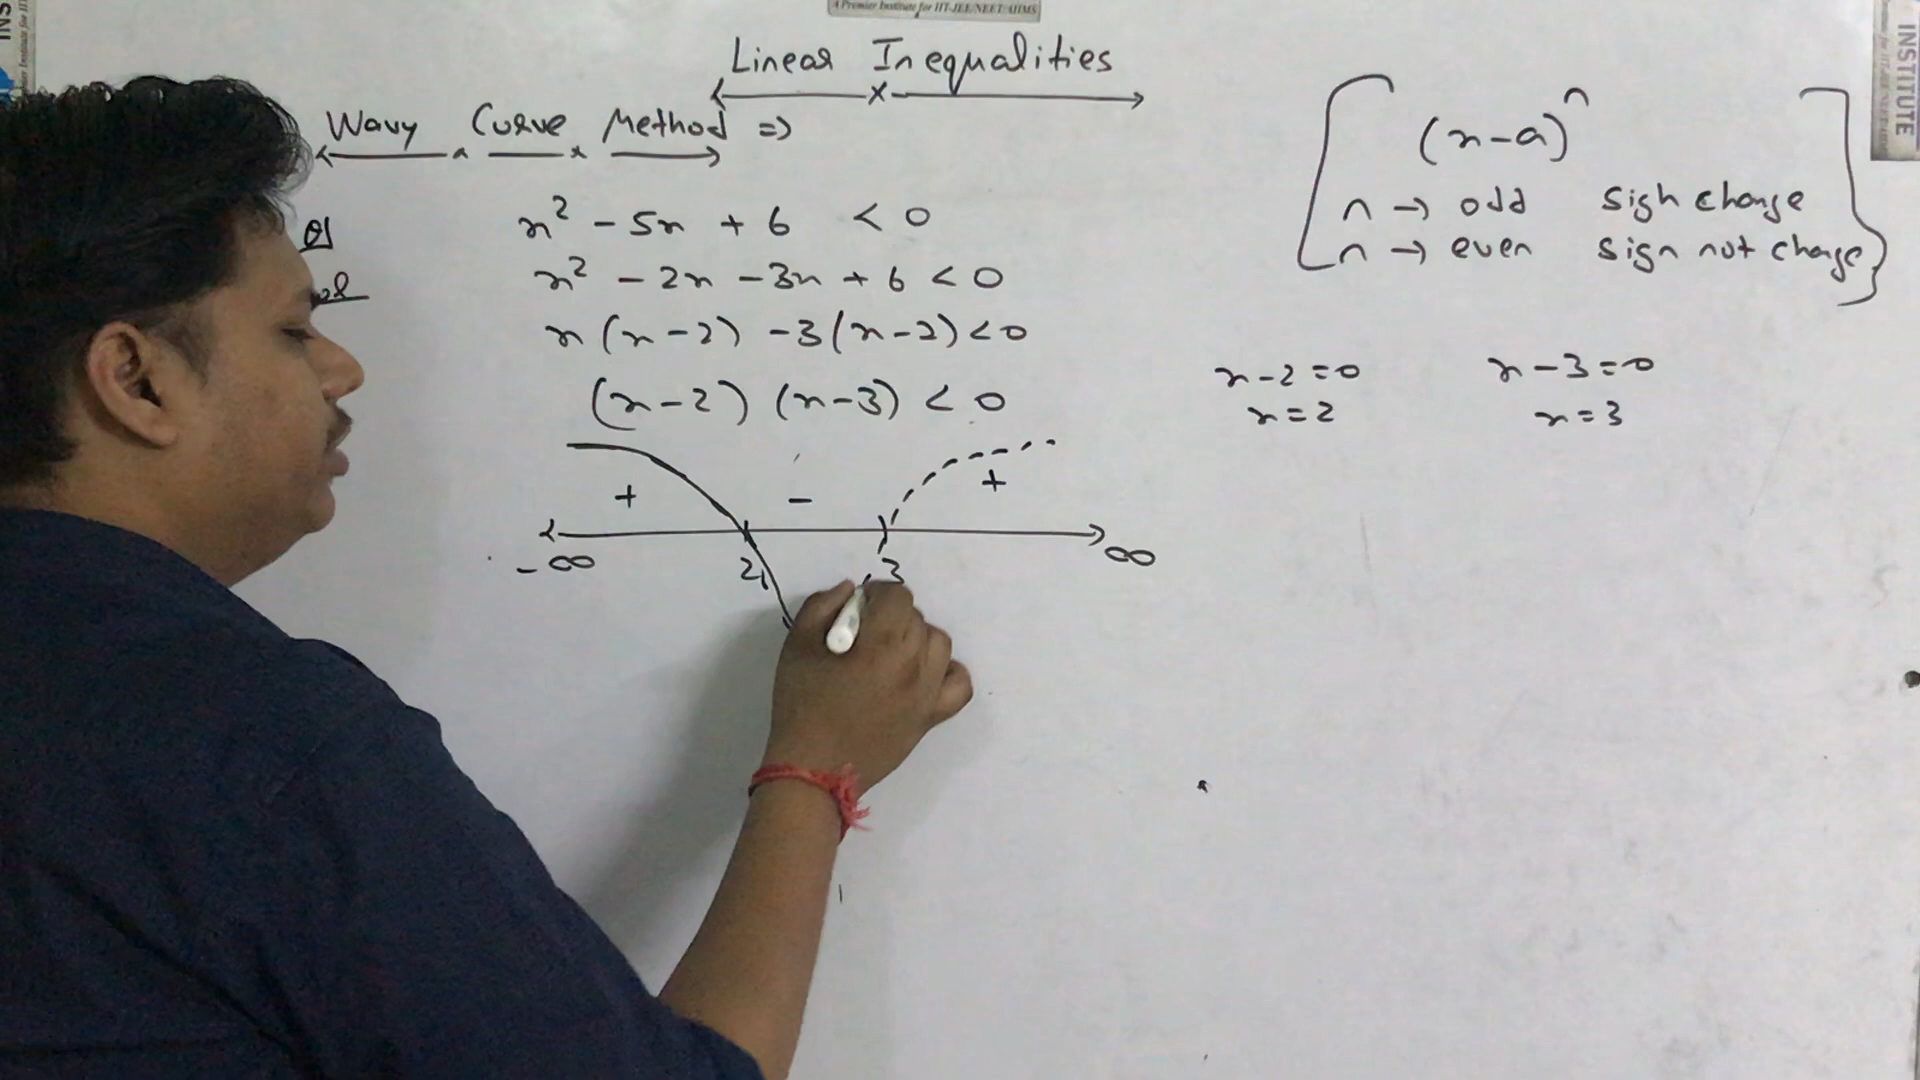 A Premier Institute for IIT-JEE/NEET/AIIMS
INSTITUTE
INS
Linear Inequalities
Wavy Curve Method =>
Q1
x² - 5x + 6 < 0
x² - 2x - 3x + 6 < 0
x(x-2) -3(x-2) < 0
(x-2) (x-3) < 0
+ - +
-∞ 2 3 ∞
(x-a)ⁿ
n → odd sigh change
n → even sign not change
x-2=0 x-3=0
x=2 x=3